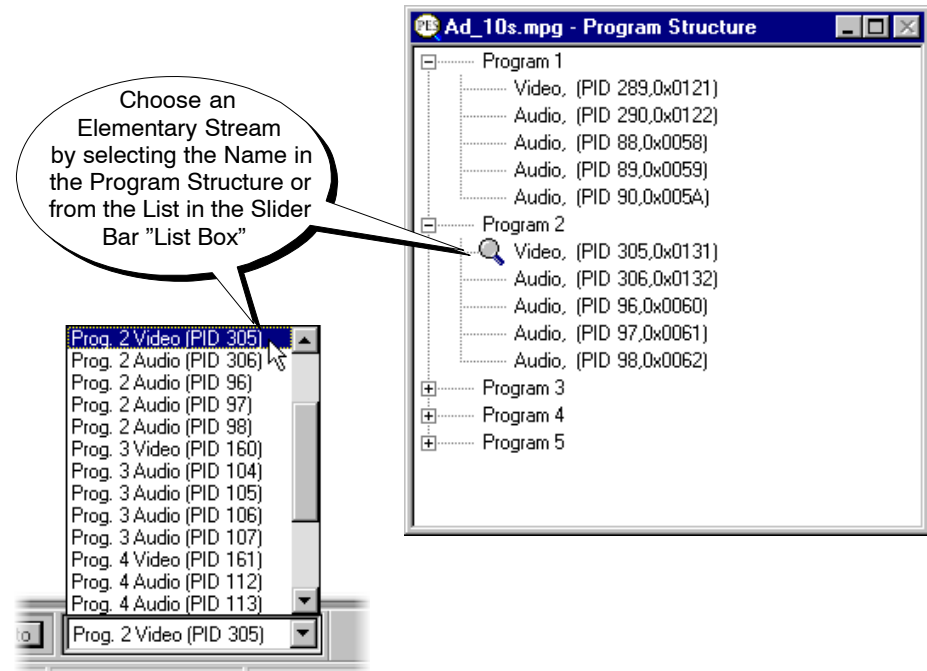 PES Ad_10s.mpg - Program Structure
Program 1
Video, (PID 289,0x0121)
Audio, (PID 290,0x0122)
Audio, (PID 88,0x0058)
Audio, (PID 89,0x0059)
Audio, (PID 90,0x005A)
Program 2
Video, (PID 305,0x0131)
Audio, (PID 306,0x0132)
Audio, (PID 96,0x0060)
Audio, (PID 97,0x0061)
Audio, (PID 98,0x0062)
Program 3
Program 4
Program 5
Choose an
Elementary Stream
by selecting the Name in
the Program Structure or
from the List in the Slider
Bar ”List Box”
Prog. 2 Video (PID 305)
Prog. 2 Audio (PID 306)
Prog. 2 Audio (PID 96)
Prog. 2 Audio (PID 97)
Prog. 2 Audio (PID 98)
Prog. 3 Video (PID 160)
Prog. 3 Audio (PID 104)
Prog. 3 Audio (PID 105)
Prog. 3 Audio (PID 106)
Prog. 3 Audio (PID 107)
Prog. 4 Video (PID 161)
Prog. 4 Audio (PID 112)
Prog. 4 Audio (PID 113)
to
Prog. 2 Video (PID 305)